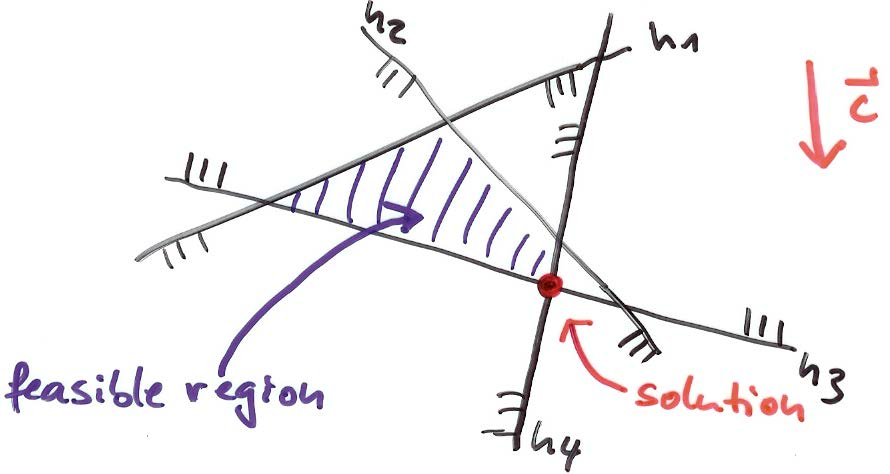 h2
h1
c
feasible region
solution
h3
h4